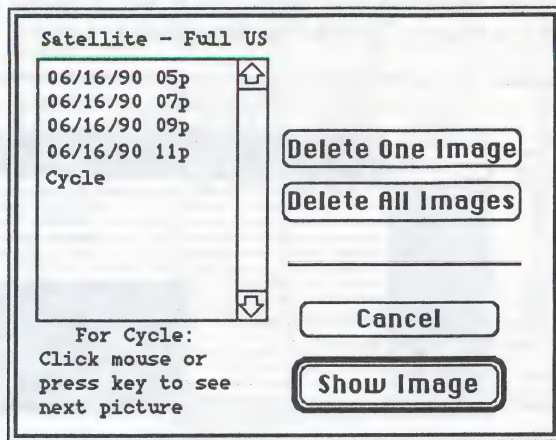 Satellite - Full US
06/16/90 05p
06/16/90 07p
06/16/90 09p
06/16/90 11p
Cycle
For Cycle:
Click mouse or
press key to see
next picture
Delete One Image
Delete All Images
Cancel
Show Image